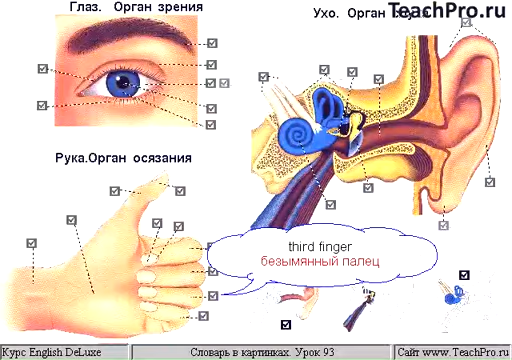 Глаз. Орган зрения
Ухо. Орган слуха
TeachPro.ru
Рука.Орган осязания
third finger
безымянный палец
Курс English DeLuxe
Словарь в картинках. Урок 93
Сайт www.TeachPro.ru